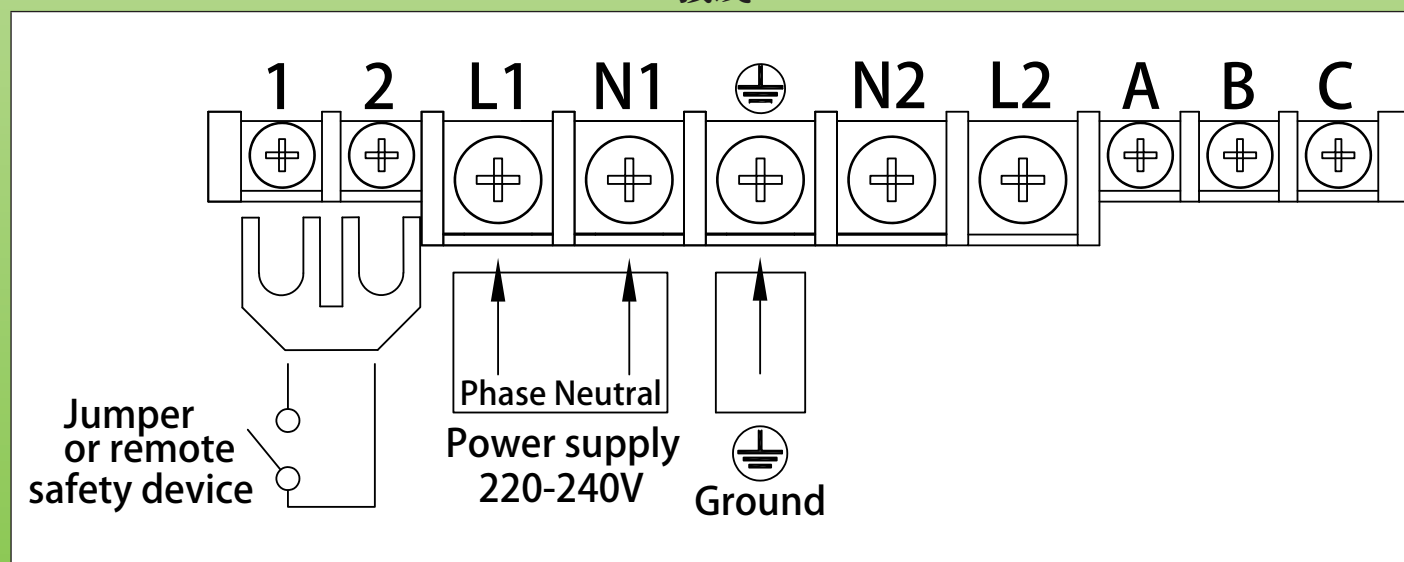 1 2 L1 N1 N2 L2 A B C
Phase Neutral
Jumper
or remote
safety device
Power supply
220-240V
Ground